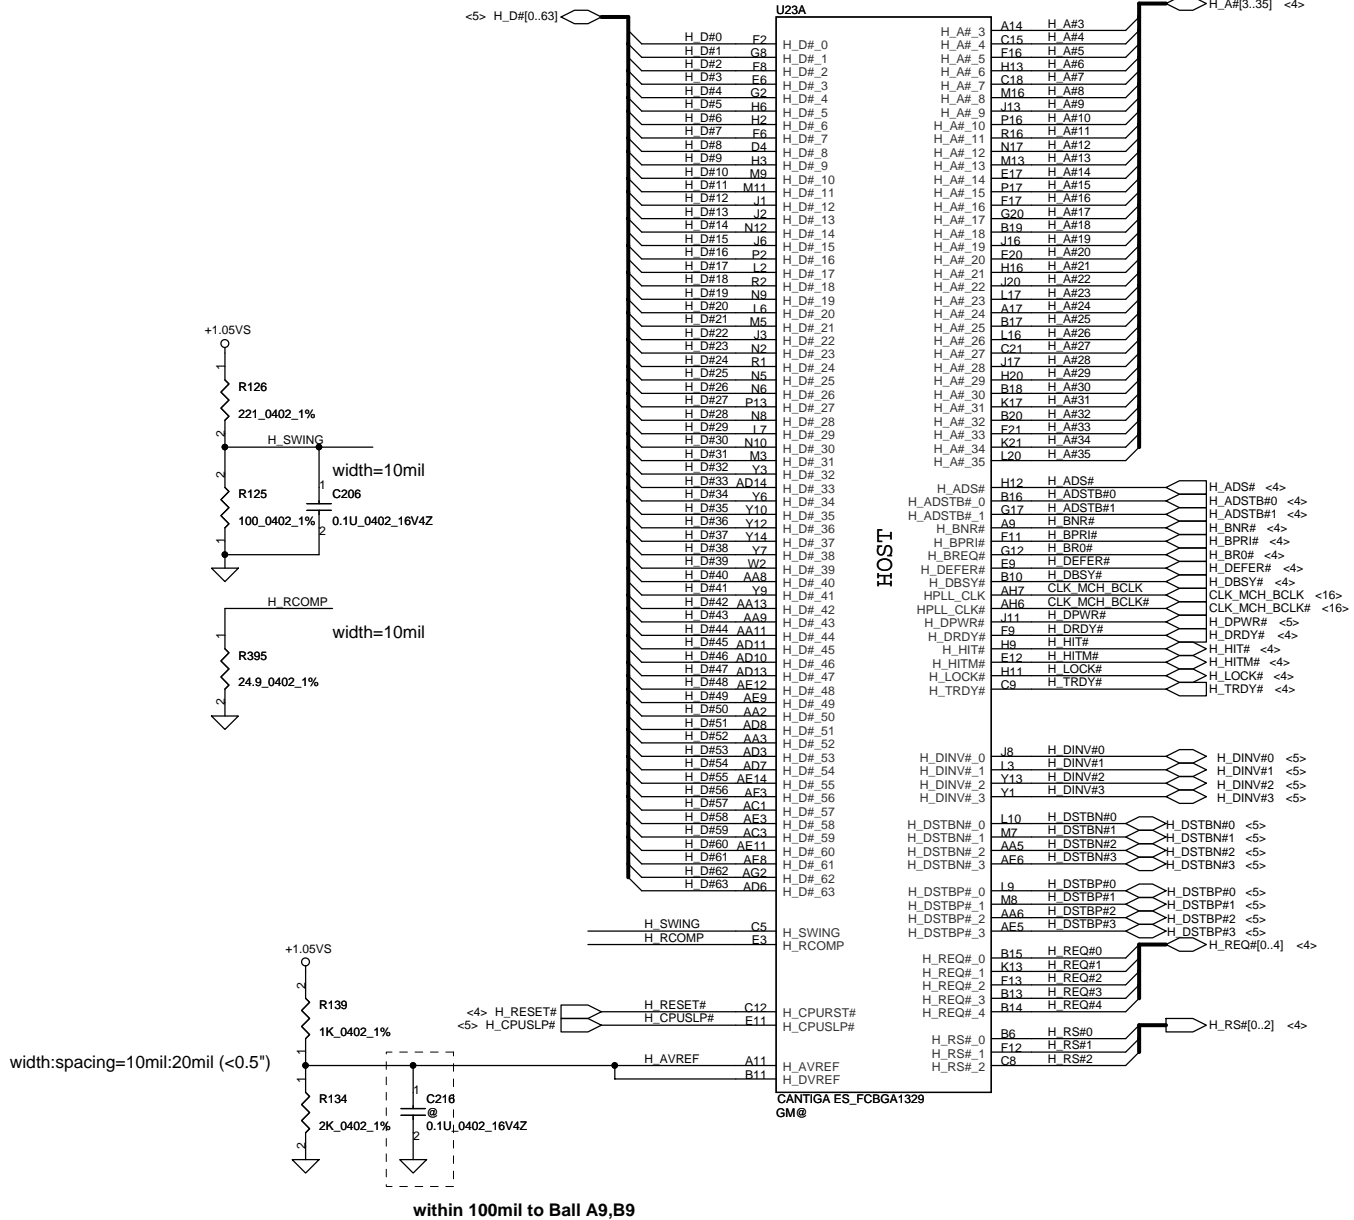 <5> H_D#[0..63]
U23A
H_A#[3..35] <4>
H_D#0 F2 H_D#_0
H_D#1 G8 H_D#_1
H_D#2 F8 H_D#_2
H_D#3 E6 H_D#_3
H_D#4 G2 H_D#_4
H_D#5 H6 H_D#_5
H_D#6 H2 H_D#_6
H_D#7 F6 H_D#_7
H_D#8 D4 H_D#_8
H_D#9 H3 H_D#_9
H_D#10 M9 H_D#_10
H_D#11 M11 H_D#_11
H_D#12 J1 H_D#_12
H_D#13 J2 H_D#_13
H_D#14 N12 H_D#_14
H_D#15 J6 H_D#_15
H_D#16 P2 H_D#_16
H_D#17 L2 H_D#_17
H_D#18 R2 H_D#_18
H_D#19 N9 H_D#_19
H_D#20 L6 H_D#_20
H_D#21 M5 H_D#_21
H_D#22 J3 H_D#_22
H_D#23 N2 H_D#_23
H_D#24 R1 H_D#_24
H_D#25 N5 H_D#_25
H_D#26 N6 H_D#_26
H_D#27 P13 H_D#_27
H_D#28 N8 H_D#_28
H_D#29 L7 H_D#_29
H_D#30 N10 H_D#_30
H_D#31 M3 H_D#_31
H_D#32 Y3 H_D#_32
H_D#33 AD14 H_D#_33
H_D#34 Y6 H_D#_34
H_D#35 Y10 H_D#_35
H_D#36 Y12 H_D#_36
H_D#37 Y14 H_D#_37
H_D#38 Y7 H_D#_38
H_D#39 W2 H_D#_39
H_D#40 AA8 H_D#_40
H_D#41 Y9 H_D#_41
H_D#42 AA13 H_D#_42
H_D#43 AA9 H_D#_43
H_D#44 AA11 H_D#_44
H_D#45 AD11 H_D#_45
H_D#46 AD10 H_D#_46
H_D#47 AD13 H_D#_47
H_D#48 AE12 H_D#_48
H_D#49 AE9 H_D#_49
H_D#50 AA2 H_D#_50
H_D#51 AD8 H_D#_51
H_D#52 AA3 H_D#_52
H_D#53 AD3 H_D#_53
H_D#54 AD7 H_D#_54
H_D#55 AE14 H_D#_55
H_D#56 AF3 H_D#_56
H_D#57 AC1 H_D#_57
H_D#58 AE3 H_D#_58
H_D#59 AC3 H_D#_59
H_D#60 AE11 H_D#_60
H_D#61 AE8 H_D#_61
H_D#62 AG2 H_D#_62
H_D#63 AD6 H_D#_63
H_SWING C5 H_SWING
H_RCOMP E3 H_RCOMP
<4> H_RESET# H_RESET# C12 H_CPURST#
<5> H_CPUSLP# H_CPUSLP# E11 H_CPUSLP#
H_AVREF A11 H_AVREF
B11 H_DVREF
HOST
H_A#_3 A14 H_A#3
H_A#_4 C15 H_A#4
H_A#_5 F16 H_A#5
H_A#_6 H13 H_A#6
H_A#_7 C18 H_A#7
H_A#_8 M16 H_A#8
H_A#_9 J13 H_A#9
H_A#_10 P16 H_A#10
H_A#_11 R16 H_A#11
H_A#_12 N17 H_A#12
H_A#_13 M13 H_A#13
H_A#_14 E17 H_A#14
H_A#_15 P17 H_A#15
H_A#_16 F17 H_A#16
H_A#_17 G20 H_A#17
H_A#_18 B19 H_A#18
H_A#_19 J16 H_A#19
H_A#_20 E20 H_A#20
H_A#_21 H16 H_A#21
H_A#_22 J20 H_A#22
H_A#_23 L17 H_A#23
H_A#_24 A17 H_A#24
H_A#_25 B17 H_A#25
H_A#_26 L16 H_A#26
H_A#_27 C21 H_A#27
H_A#_28 J17 H_A#28
H_A#_29 H20 H_A#29
H_A#_30 B18 H_A#30
H_A#_31 K17 H_A#31
H_A#_32 B20 H_A#32
H_A#_33 F21 H_A#33
H_A#_34 K21 H_A#34
H_A#_35 L20 H_A#35
H_ADS# H12 H_ADS# H_ADS# <4>
H_ADSTB#_0 B16 H_ADSTB#0 H_ADSTB#0 <4>
H_ADSTB#_1 G17 H_ADSTB#1 H_ADSTB#1 <4>
H_BNR# A9 H_BNR# H_BNR# <4>
H_BPRI# F11 H_BPRI# H_BPRI# <4>
H_BREQ# G12 H_BR0# H_BR0# <4>
H_DEFER# E9 H_DEFER# H_DEFER# <4>
H_DBSY# B10 H_DBSY# H_DBSY# <4>
HPLL_CLK AH7 CLK_MCH_BCLK CLK_MCH_BCLK <16>
HPLL_CLK# AH6 CLK_MCH_BCLK# CLK_MCH_BCLK# <16>
H_DPWR# J11 H_DPWR# H_DPWR# <5>
H_DRDY# F9 H_DRDY# H_DRDY# <4>
H_HIT# H9 H_HIT# H_HIT# <4>
H_HITM# E12 H_HITM# H_HITM# <4>
H_LOCK# H11 H_LOCK# H_LOCK# <4>
H_TRDY# C9 H_TRDY# H_TRDY# <4>
H_DINV#_0 J8 H_DINV#0 H_DINV#0 <5>
H_DINV#_1 L3 H_DINV#1 H_DINV#1 <5>
H_DINV#_2 Y13 H_DINV#2 H_DINV#2 <5>
H_DINV#_3 Y1 H_DINV#3 H_DINV#3 <5>
H_DSTBN#_0 L10 H_DSTBN#0 H_DSTBN#0 <5>
H_DSTBN#_1 M7 H_DSTBN#1 H_DSTBN#1 <5>
H_DSTBN#_2 AA5 H_DSTBN#2 H_DSTBN#2 <5>
H_DSTBN#_3 AE6 H_DSTBN#3 H_DSTBN#3 <5>
H_DSTBP#_0 L9 H_DSTBP#0 H_DSTBP#0 <5>
H_DSTBP#_1 M8 H_DSTBP#1 H_DSTBP#1 <5>
H_DSTBP#_2 AA6 H_DSTBP#2 H_DSTBP#2 <5>
H_DSTBP#_3 AE5 H_DSTBP#3 H_DSTBP#3 <5>
H_REQ#_0 B15 H_REQ#0 H_REQ#[0..4] <4>
H_REQ#_1 K13 H_REQ#1
H_REQ#_2 F13 H_REQ#2
H_REQ#_3 B13 H_REQ#3
H_REQ#_4 B14 H_REQ#4
H_RS#_0 B6 H_RS#0 H_RS#[0..2] <4>
H_RS#_1 F12 H_RS#1
H_RS#_2 C8 H_RS#2
CANTIGA ES_FCBGA1329
GM@
+1.05VS
1
R126
221_0402_1%
2
H_SWING
width=10mil
2
R125
100_0402_1%
1
1
C206
0.1U_0402_16V4Z
2
H_RCOMP
width=10mil
1
R395
24.9_0402_1%
2
+1.05VS
2
R139
1K_0402_1%
1
width:spacing=10mil:20mil (<0.5")
1
R134
2K_0402_1%
2
1
C216
@
0.1U_0402_16V4Z
2
within 100mil to Ball A9,B9